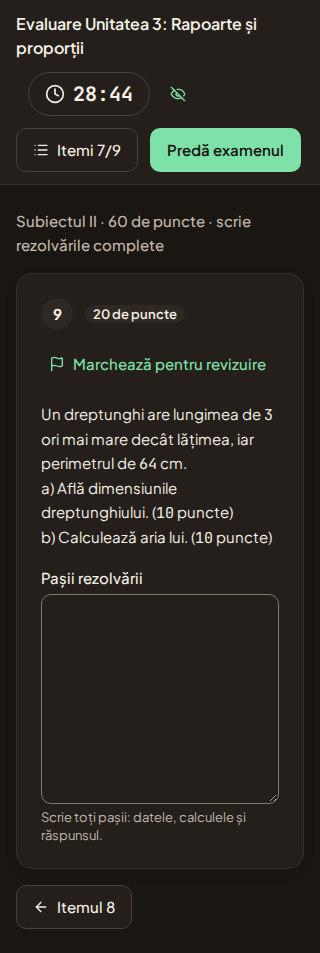 Evaluare Unitatea 3: Rapoarte și
proporții
28:44
Itemi 7/9
Predă examenul
Subiectul II · 60 de puncte · scrie
rezolvările complete
9
20 de puncte
Marchează pentru revizuire
Un dreptunghi are lungimea de 3
ori mai mare decât lățimea, iar
perimetrul de 64 cm.
a) Află dimensiunile
dreptunghiului. (10 puncte)
b) Calculează aria lui. (10 puncte)
Pașii rezolvării
Scrie toți pașii: datele, calculele și
răspunsul.
Itemul 8